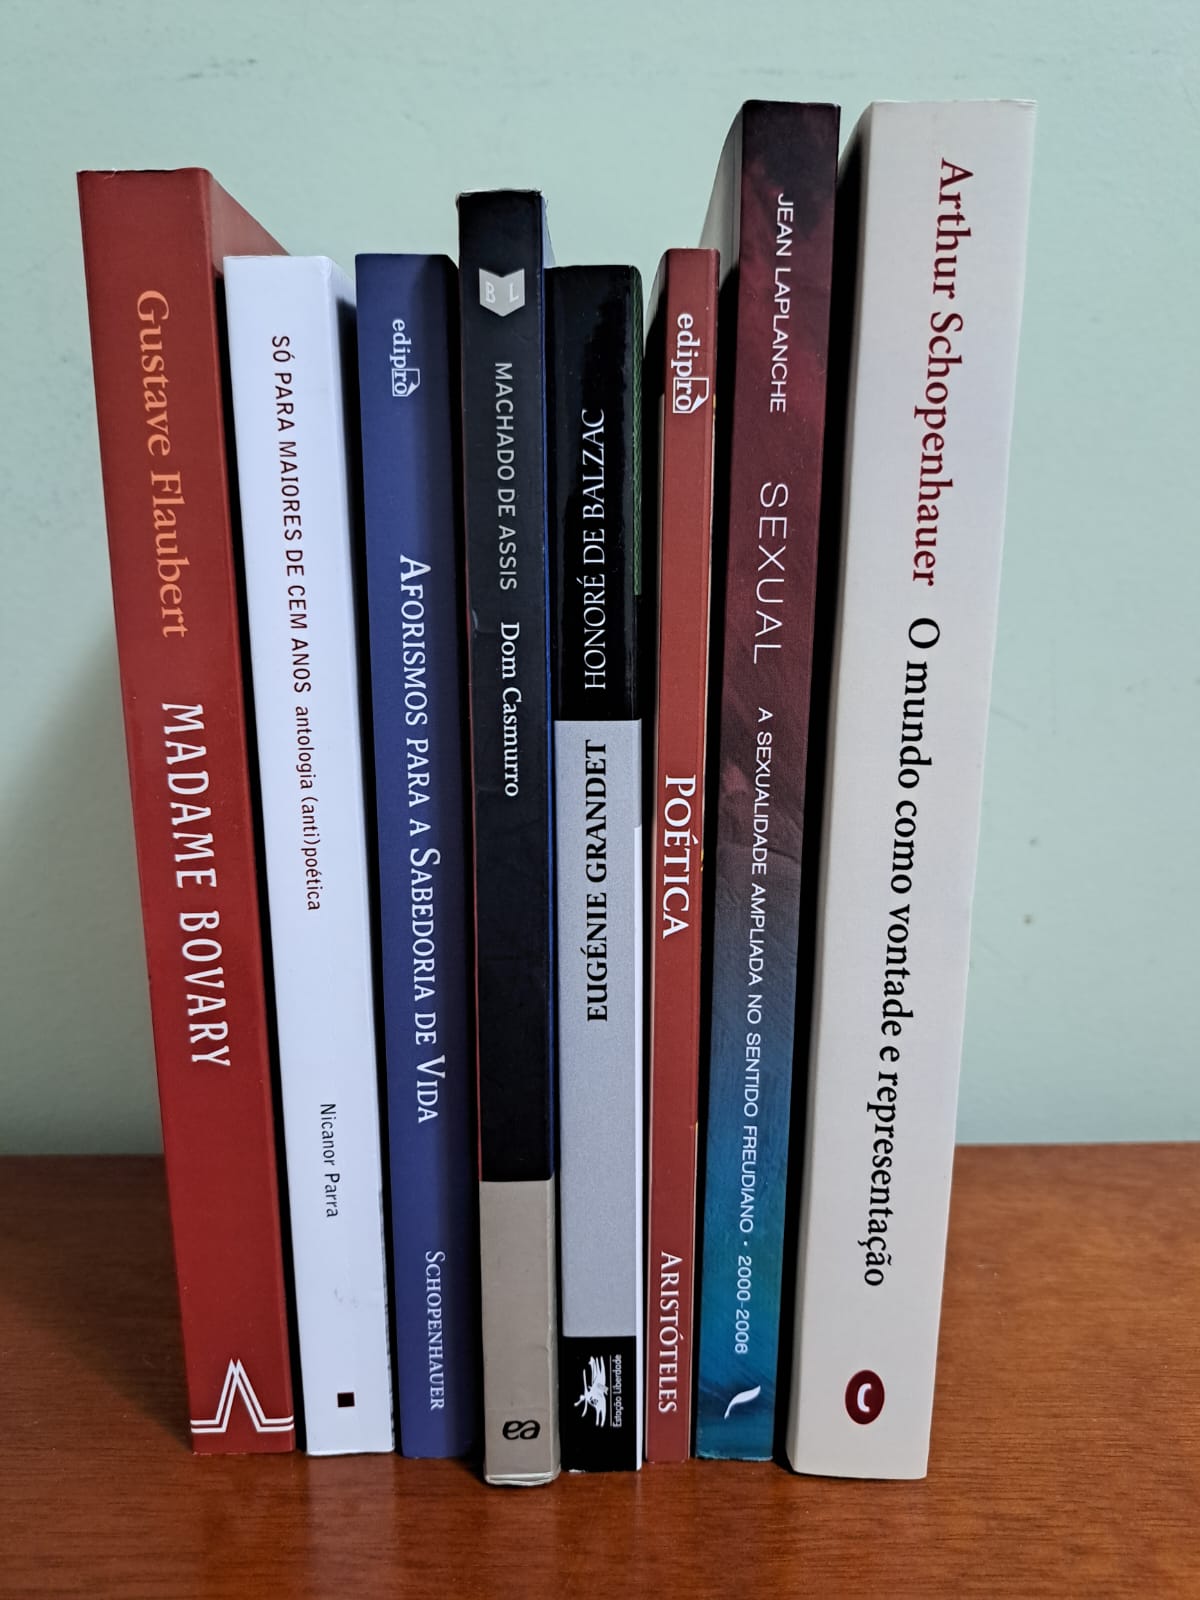 Gustave Flaubert MADAME BOVARY
SÓ PARA MAIORES DE CEM ANOS antologia (anti)poética Nicanor Parra
edipro AFORISMOS PARA A SABEDORIA DE VIDA SCHOPENHAUER
BL MACHADO DE ASSIS Dom Casmurro
HONORÉ DE BALZAC EUGÉNIE GRANDET Estação Liberdade
edipro POÉTICA ARISTÓTELES
JEAN LAPLANCHE SEXUAL A SEXUALIDADE AMPLIADA NO SENTIDO FREUDIANO • 2000-2006
Arthur Schopenhauer O mundo como vontade e representação